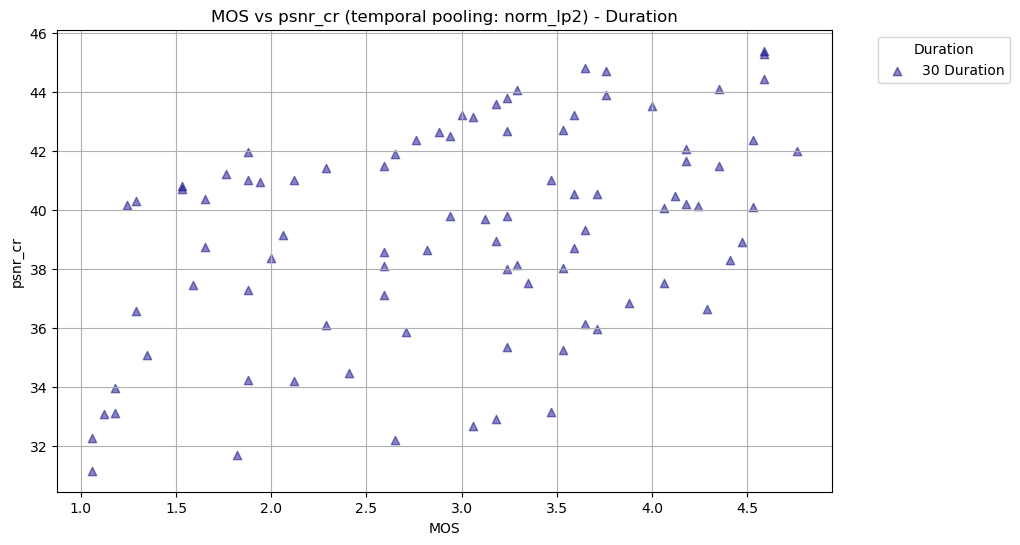 MOS vs psnr_cr (temporal pooling: norm_lp2) - Duration
Duration
30 Duration
psnr_cr
46
44
42
40
38
36
34
32
1.0 1.5 2.0 2.5 3.0 3.5 4.0 4.5
MOS